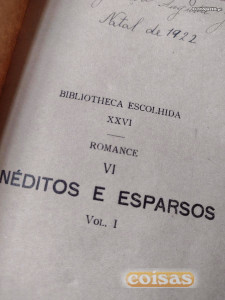 Natal de 1922
BIBLIOTHECA ESCOLHIDA
XXVI
ROMANCE
VI
NÉDITOS E ESPARSOS
VOL. I
coisas